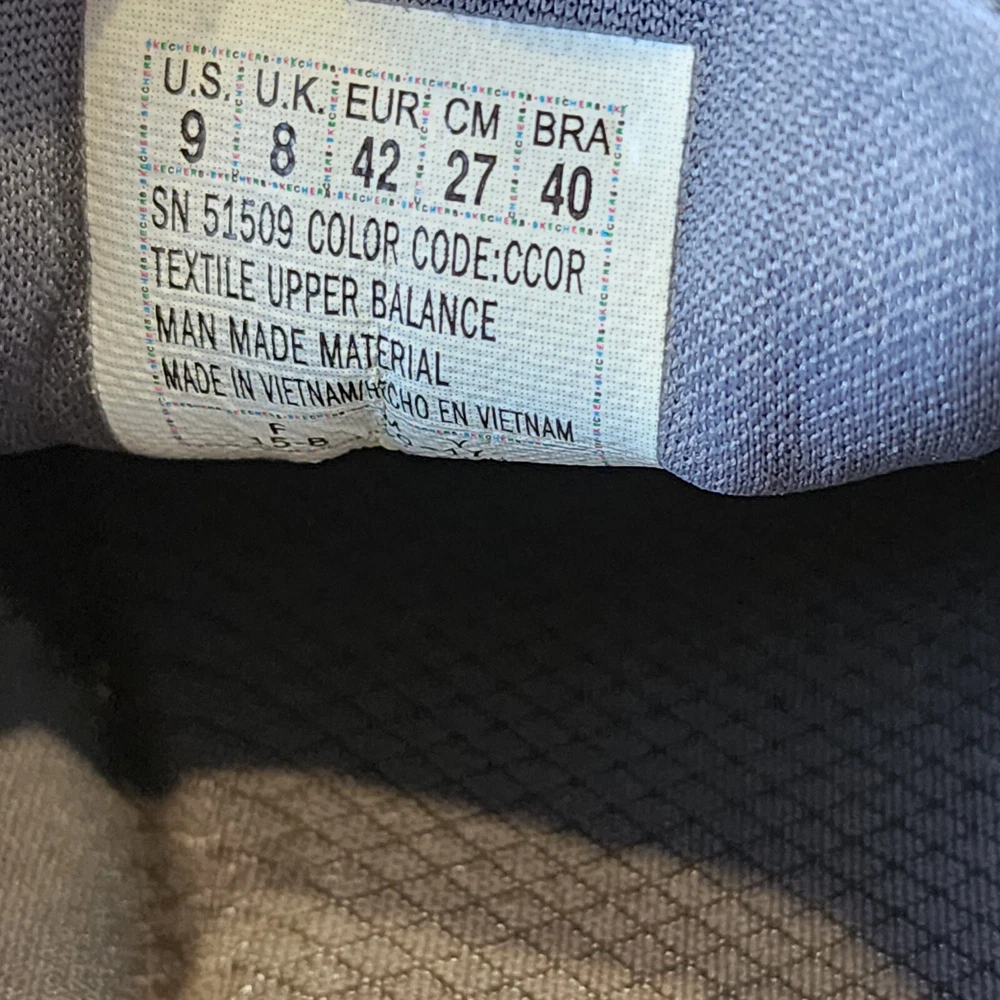 U.S. U.K. EUR CM BRA
9 8 42 27 40
SN 51509 COLOR CODE:CCOR
TEXTILE UPPER BALANCE
MAN MADE MATERIAL
MADE IN VIETNAM/HECHO EN VIETNAM
F
15-B